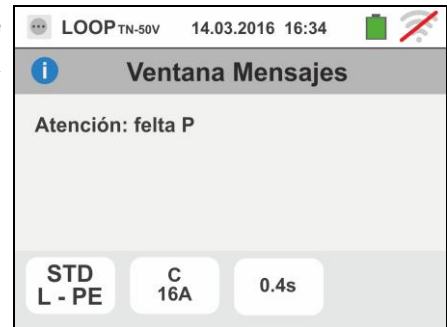 LOOP TN-50V 14.03.2016 16:34
i Ventana Mensajes
Atención: felta P
STD C 0.4s
L - PE 16A